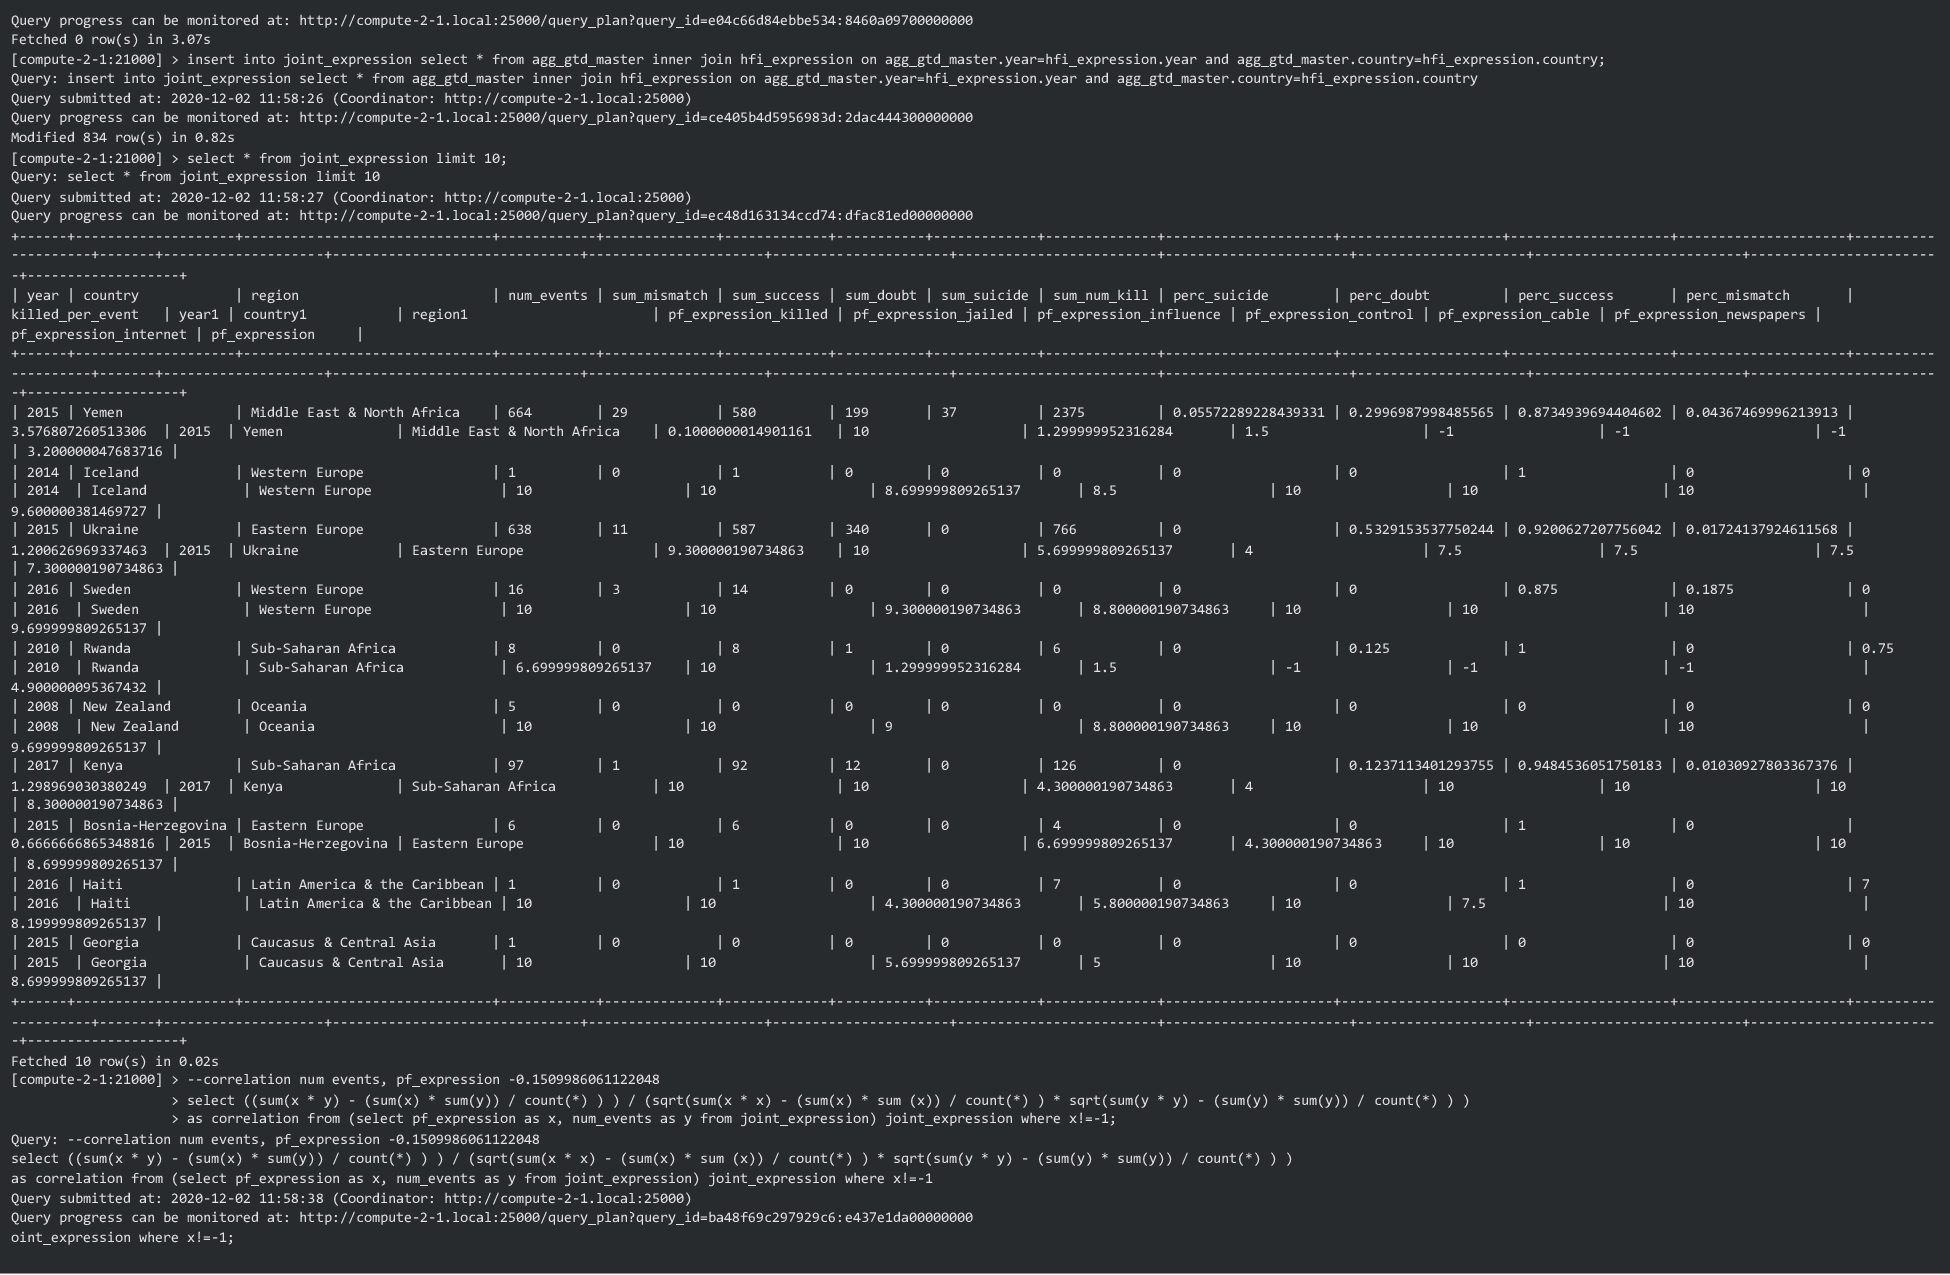 Query progress can be monitored at: http://compute-2-1.local:25000/query_plan?query_id=e04c66d84ebbe534:8460a09700000000
Fetched 0 row(s) in 3.07s
[compute-2-1:21000] > insert into joint_expression select * from agg_gtd_master inner join hfi_expression on agg_gtd_master.year=hfi_expression.year and agg_gtd_master.country=hfi_expression.country;
Query: insert into joint_expression select * from agg_gtd_master inner join hfi_expression on agg_gtd_master.year=hfi_expression.year and agg_gtd_master.country=hfi_expression.country
Query submitted at: 2020-12-02 11:58:26 (Coordinator: http://compute-2-1.local:25000)
Query progress can be monitored at: http://compute-2-1.local:25000/query_plan?query_id=ce405b4d5956983d:2dac444300000000
Modified 834 row(s) in 0.82s
[compute-2-1:21000] > select * from joint_expression limit 10;
Query: select * from joint_expression limit 10
Query submitted at: 2020-12-02 11:58:27 (Coordinator: http://compute-2-1.local:25000)
Query progress can be monitored at: http://compute-2-1.local:25000/query_plan?query_id=ec48d163134ccd74:dfac81ed00000000
| year | country | region | num_events | sum_mismatch | sum_success | sum_doubt | sum_suicide | sum_num_kill | perc_suicide | perc_doubt | perc_success | perc_mismatch |
killed_per_event | year1 | country1 | region1 | pf_expression_killed | pf_expression_jailed | pf_expression_influence | pf_expression_control | pf_expression_cable | pf_expression_newspapers |
pf_expression_internet | pf_expression |
| 2015 | Yemen | Middle East & North Africa | 664 | 29 | 580 | 199 | 37 | 2375 | 0.05572289228439331 | 0.2996987998485565 | 0.8734939694404602 | 0.04367469996213913 |
3.576807260513306 | 2015 | Yemen | Middle East & North Africa | 0.1000000014901161 | 10 | 1.299999952316284 | 1.5 | -1 | -1 | -1
| 3.200000047683716 |
| 2014 | Iceland | Western Europe | 1 | 0 | 1 | 0 | 0 | 0 | 0 | 0 | 1 | 0 | 0
| 2014 | Iceland | Western Europe | 10 | 10 | 8.699999809265137 | 8.5 | 10 | 10 | 10 |
9.600000381469727 |
| 2015 | Ukraine | Eastern Europe | 638 | 11 | 587 | 340 | 0 | 766 | 0 | 0.5329153537750244 | 0.9200627207756042 | 0.01724137924611568 |
1.200626969337463 | 2015 | Ukraine | Eastern Europe | 9.300000190734863 | 10 | 5.699999809265137 | 4 | 7.5 | 7.5 | 7.5
| 7.300000190734863 |
| 2016 | Sweden | Western Europe | 16 | 3 | 14 | 0 | 0 | 0 | 0 | 0 | 0.875 | 0.1875 | 0
| 2016 | Sweden | Western Europe | 10 | 10 | 9.300000190734863 | 8.800000190734863 | 10 | 10 | 10 |
9.699999809265137 |
| 2010 | Rwanda | Sub-Saharan Africa | 8 | 0 | 8 | 1 | 0 | 6 | 0 | 0.125 | 1 | 0 | 0.75
| 2010 | Rwanda | Sub-Saharan Africa | 6.699999809265137 | 10 | 1.299999952316284 | 1.5 | -1 | -1 | -1 |
4.900000095367432 |
| 2008 | New Zealand | Oceania | 5 | 0 | 0 | 0 | 0 | 0 | 0 | 0 | 0 | 0 | 0
| 2008 | New Zealand | Oceania | 10 | 10 | 9 | 8.800000190734863 | 10 | 10 | 10 |
9.699999809265137 |
| 2017 | Kenya | Sub-Saharan Africa | 97 | 1 | 92 | 12 | 0 | 126 | 0 | 0.1237113401293755 | 0.9484536051750183 | 0.01030927803367376 |
1.298969030380249 | 2017 | Kenya | Sub-Saharan Africa | 10 | 10 | 4.300000190734863 | 4 | 10 | 10 | 10
| 8.300000190734863 |
| 2015 | Bosnia-Herzegovina | Eastern Europe | 6 | 0 | 6 | 0 | 0 | 4 | 0 | 0 | 1 | 0 |
0.6666666865348816 | 2015 | Bosnia-Herzegovina | Eastern Europe | 10 | 10 | 6.699999809265137 | 4.300000190734863 | 10 | 10 | 10
| 8.699999809265137 |
| 2016 | Haiti | Latin America & the Caribbean | 1 | 0 | 1 | 0 | 0 | 7 | 0 | 0 | 1 | 0 | 7
| 2016 | Haiti | Latin America & the Caribbean | 10 | 10 | 4.300000190734863 | 5.800000190734863 | 10 | 7.5 | 10 |
8.199999809265137 |
| 2015 | Georgia | Caucasus & Central Asia | 1 | 0 | 0 | 0 | 0 | 0 | 0 | 0 | 0 | 0 | 0
| 2015 | Georgia | Caucasus & Central Asia | 10 | 10 | 5.699999809265137 | 5 | 10 | 10 | 10 |
8.699999809265137 |
Fetched 10 row(s) in 0.02s
[compute-2-1:21000] > --correlation num events, pf_expression -0.1509986061122048
> select ((sum(x * y) - (sum(x) * sum(y)) / count(*) ) ) / (sqrt(sum(x * x) - (sum(x) * sum (x)) / count(*) ) * sqrt(sum(y * y) - (sum(y) * sum(y)) / count(*) ) )
> as correlation from (select pf_expression as x, num_events as y from joint_expression) joint_expression where x!=-1;
Query: --correlation num events, pf_expression -0.1509986061122048
select ((sum(x * y) - (sum(x) * sum(y)) / count(*) ) ) / (sqrt(sum(x * x) - (sum(x) * sum (x)) / count(*) ) * sqrt(sum(y * y) - (sum(y) * sum(y)) / count(*) ) )
as correlation from (select pf_expression as x, num_events as y from joint_expression) joint_expression where x!=-1
Query submitted at: 2020-12-02 11:58:38 (Coordinator: http://compute-2-1.local:25000)
Query progress can be monitored at: http://compute-2-1.local:25000/query_plan?query_id=ba48f69c297929c6:e437e1da00000000
oint_expression where x!=-1;